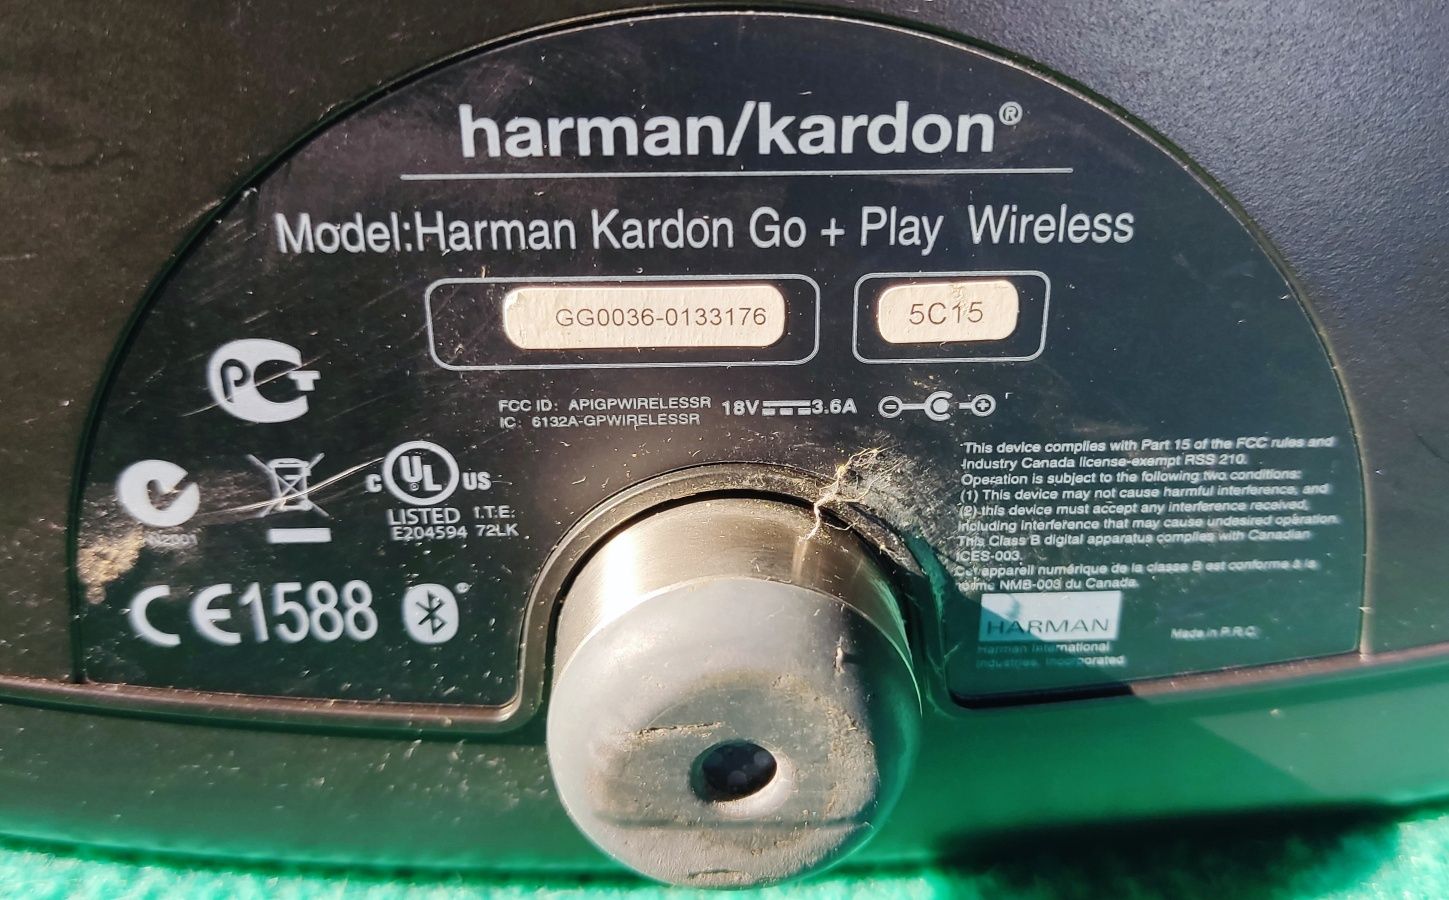 harman/kardon®
Model:Harman Kardon Go + Play Wireless
GG0036-0133176
5C15
FCC ID: APIGPWIRELESSR
IC: 6132A-GPWIRELESSR
18V⎓3.6A
PCT
C UL US
LISTED I.T.E:
E204594 72LK
N2001
CE1588
This device complies with Part 15 of the FCC rules and
Industry Canada license-exempt RSS 210.
Operation is subject to the following two conditions:
(1) This device may not cause harmful interference, and
(2) this device must accept any interference received,
including interference that may cause undesired operation
This Class B digital apparatus complies with Canadian
ICES-003.
Cet appareil numérique de la classe B est conforme à la
norme NMB-003 du Canada.
HARMAN
Harman International
Industries, Incorporated
Made in P.R.C.